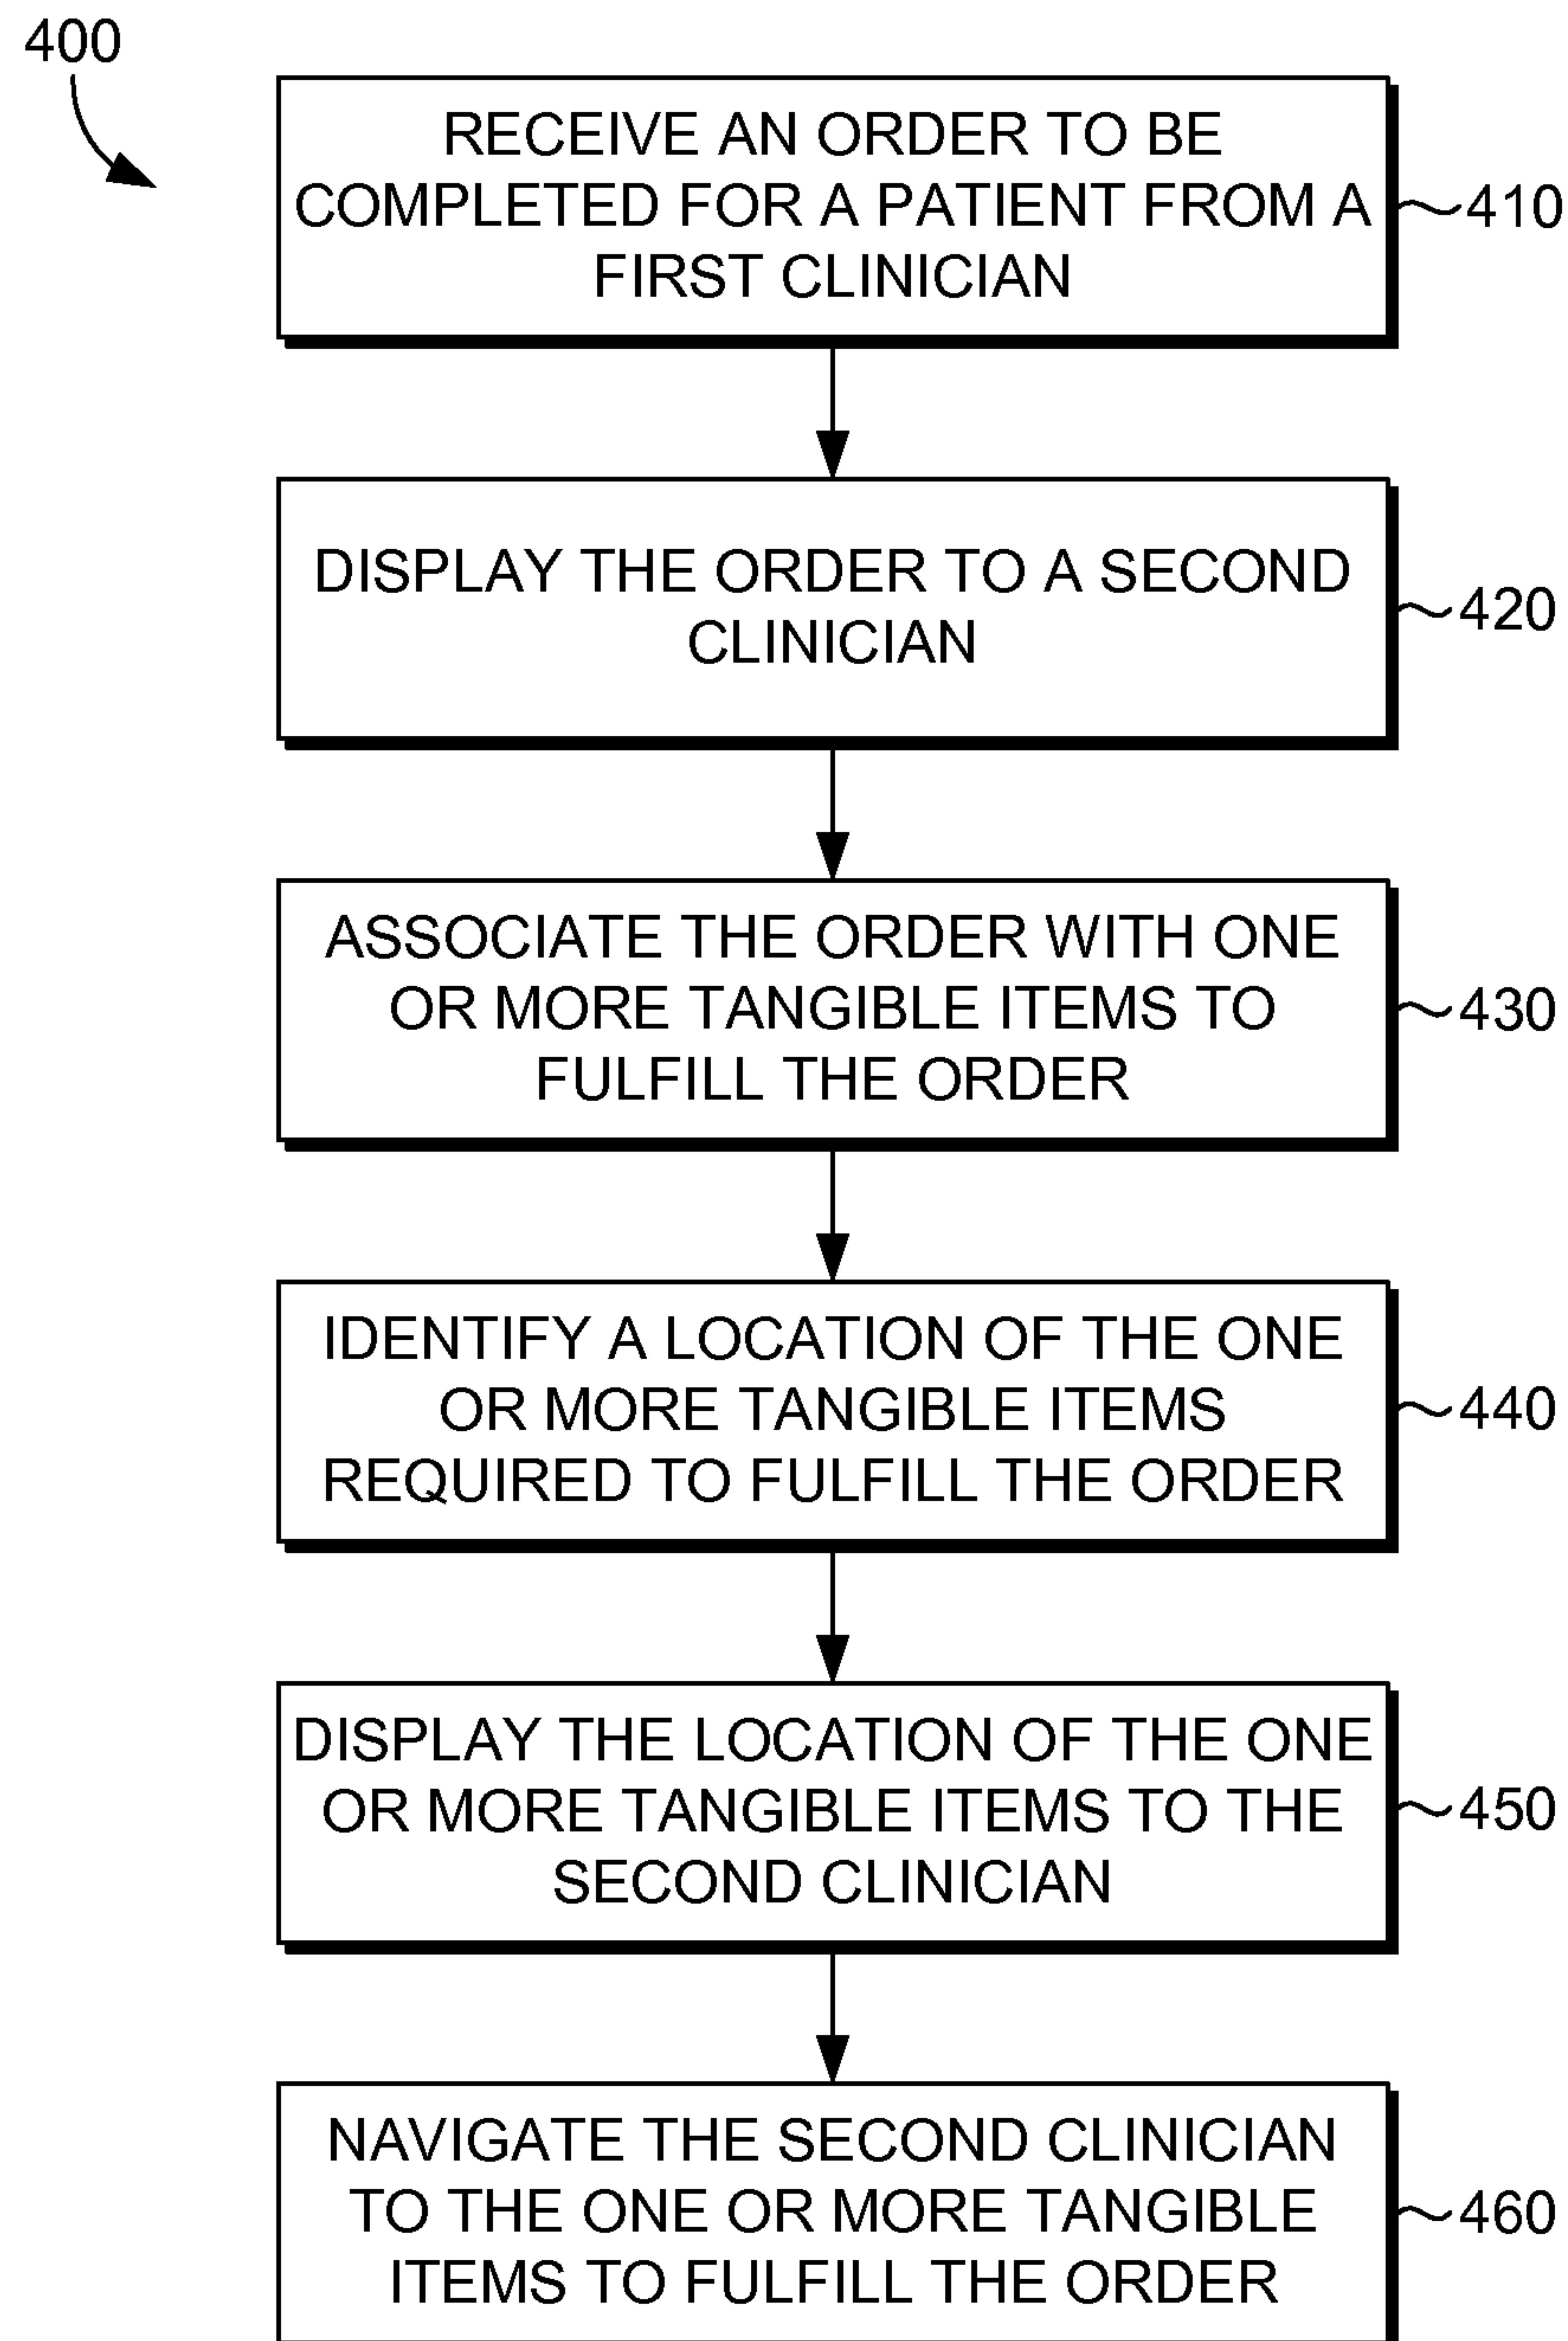 400
RECEIVE AN ORDER TO BE
COMPLETED FOR A PATIENT FROM A
FIRST CLINICIAN
410
DISPLAY THE ORDER TO A SECOND
CLINICIAN
420
ASSOCIATE THE ORDER WITH ONE
OR MORE TANGIBLE ITEMS TO
FULFILL THE ORDER
430
IDENTIFY A LOCATION OF THE ONE
OR MORE TANGIBLE ITEMS
REQUIRED TO FULFILL THE ORDER
440
DISPLAY THE LOCATION OF THE ONE
OR MORE TANGIBLE ITEMS TO THE
SECOND CLINICIAN
450
NAVIGATE THE SECOND CLINICIAN
TO THE ONE OR MORE TANGIBLE
ITEMS TO FULFILL THE ORDER
460